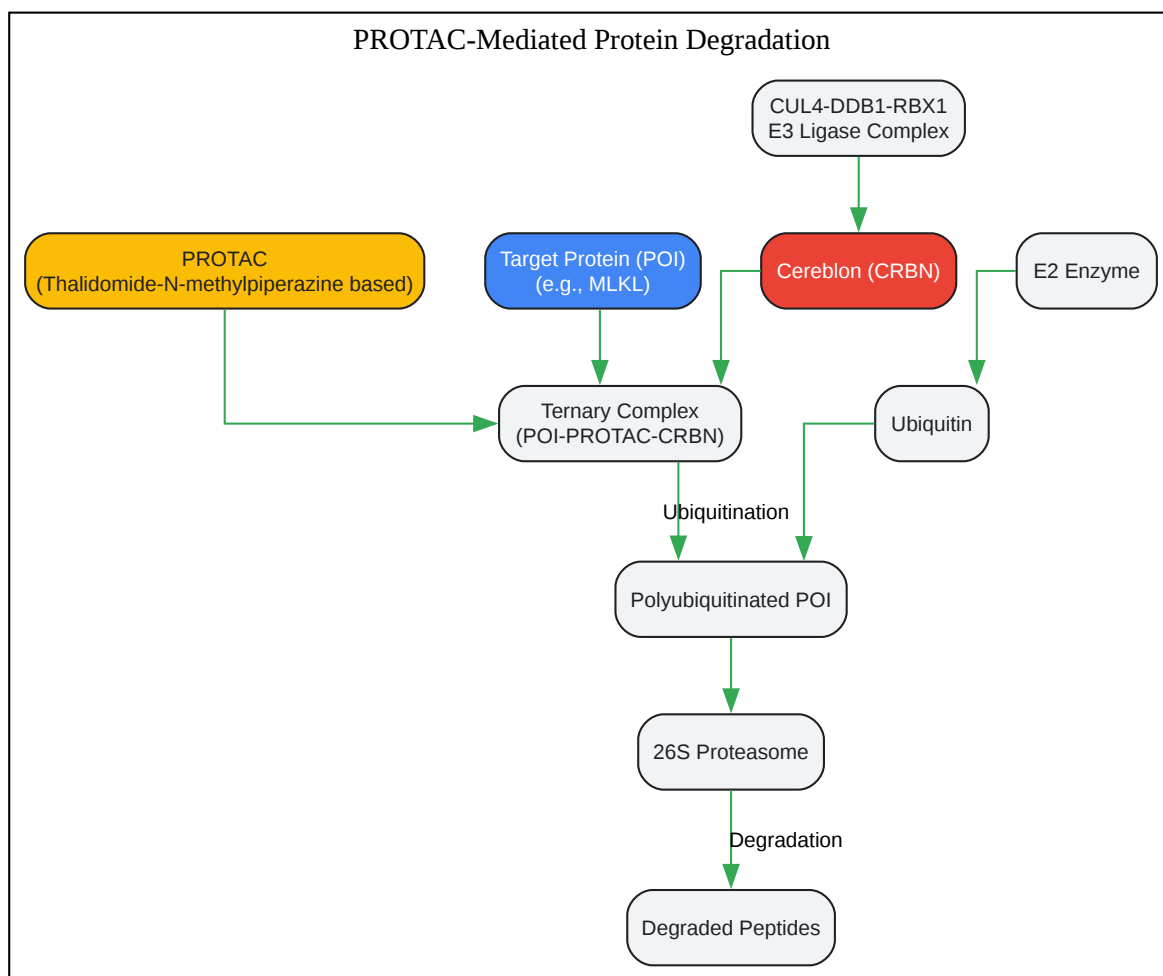 PROTAC-Mediated Protein Degradation
CUL4-DDB1-RBX1
E3 Ligase Complex
PROTAC
(Thalidomide-N-methylpiperazine based)
Target Protein (POI)
(e.g., MLKL)
Cereblon (CRBN)
E2 Enzyme
Ternary Complex
(POI-PROTAC-CRBN)
Ubiquitin
Ubiquitination
Polyubiquitinated POI
26S Proteasome
Degradation
Degraded Peptides